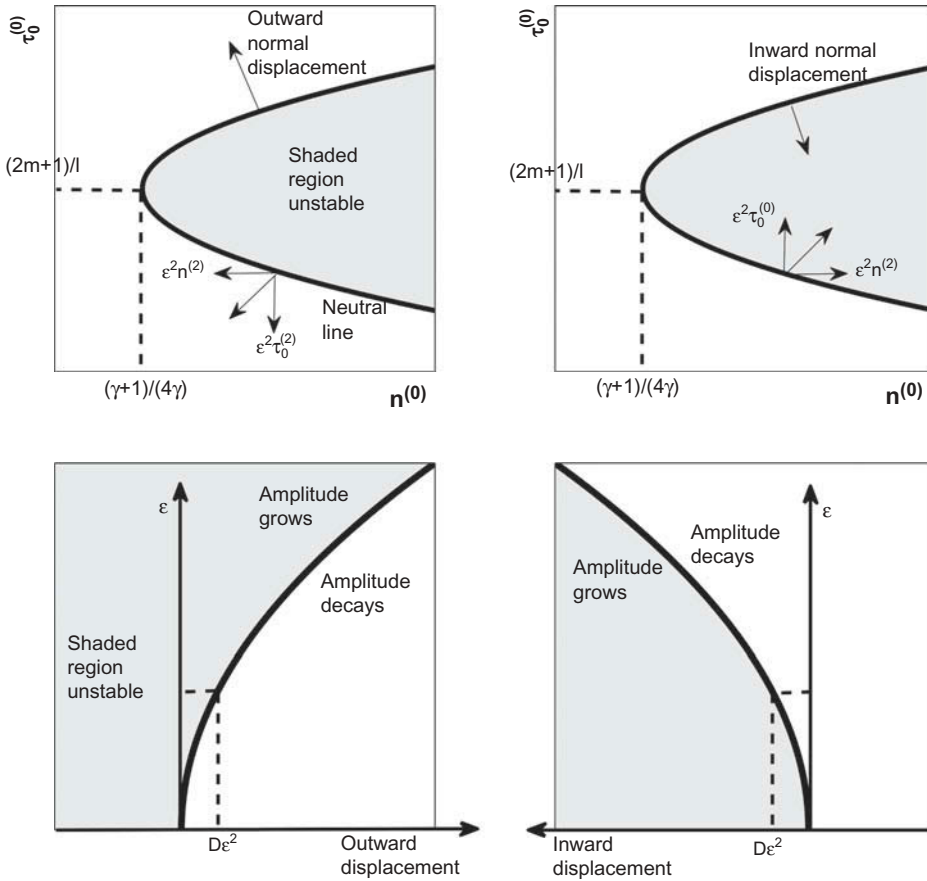 τ₀⁽⁰⁾
Outward
normal
displacement
(2m+1)/l
Shaded
region
unstable
ε²n⁽²⁾
Neutral
line
ε²τ₀⁽²⁾
(γ+1)/(4γ)
n⁽⁰⁾
τ₀⁽⁰⁾
Inward normal
displacement
(2m+1)/l
ε²τ₀⁽⁰⁾
ε²n⁽²⁾
(γ+1)/(4γ)
n⁽⁰⁾
ε
Amplitude
grows
Amplitude
decays
Shaded
region
unstable
Dε²
Outward
displacement
ε
Amplitude
decays
Amplitude
grows
Inward
displacement
Dε²